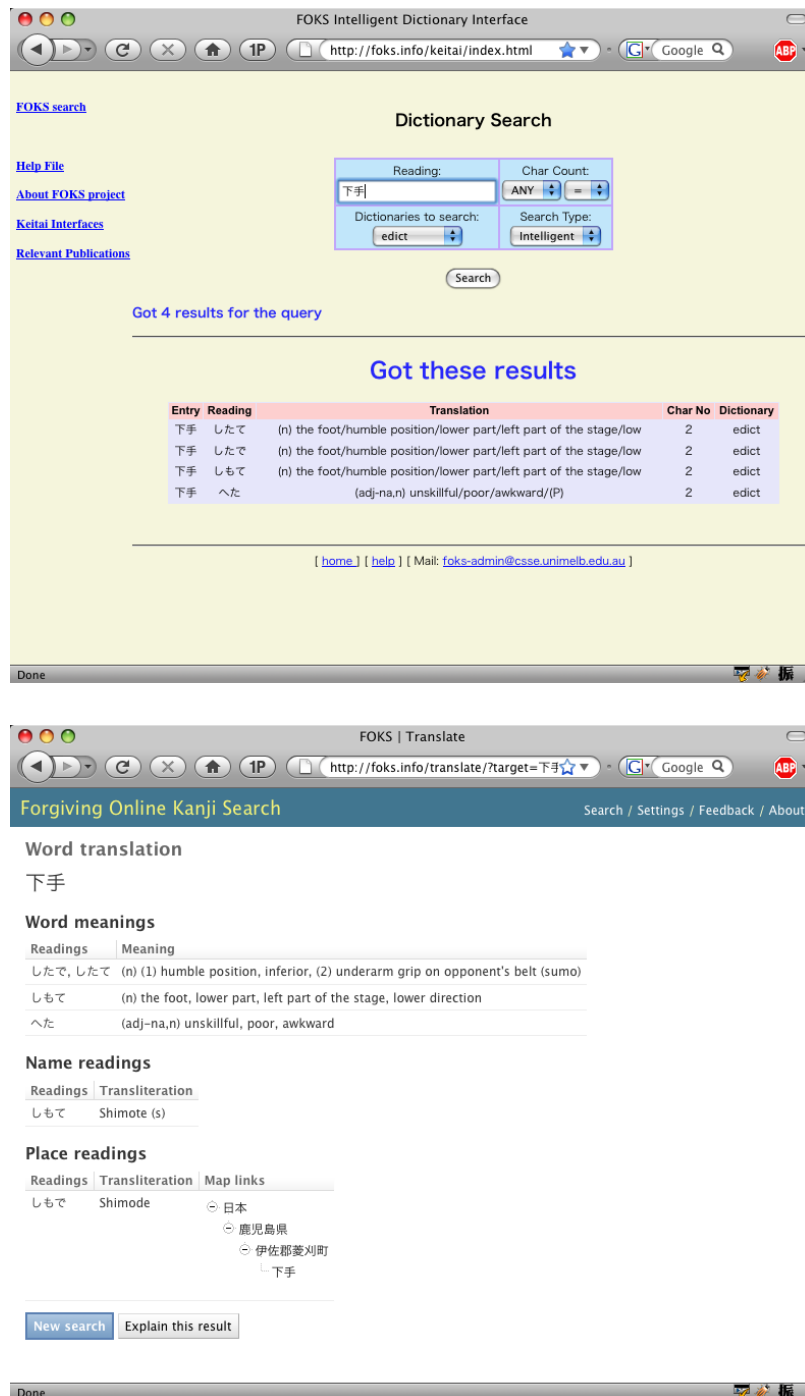 FOKS Intelligent Dictionary Interface
1P http://foks.info/keitai/index.html G Google ABP
FOKS search
Help File
About FOKS project
Keitai Interfaces
Relevant Publications
Dictionary Search
Reading: Char Count:
下手 ANY =
Dictionaries to search: Search Type:
edict Intelligent
Search
Got 4 results for the query
Got these results
Entry Reading Translation Char No Dictionary
下手 したて (n) the foot/humble position/lower part/left part of the stage/low 2 edict
下手 したで (n) the foot/humble position/lower part/left part of the stage/low 2 edict
下手 しもて (n) the foot/humble position/lower part/left part of the stage/low 2 edict
下手 へた (adj-na,n) unskillful/poor/awkward/(P) 2 edict
[ home ] [ help ] [ Mail: foks-admin@csse.unimelb.edu.au ]
Done 振
FOKS | Translate
1P http://foks.info/translate/?target=下手 G Google ABP
Forgiving Online Kanji Search Search / Settings / Feedback / About
Word translation
下手
Word meanings
Readings Meaning
したで, したて (n) (1) humble position, inferior, (2) underarm grip on opponent's belt (sumo)
しもて (n) the foot, lower part, left part of the stage, lower direction
へた (adj-na,n) unskillful, poor, awkward
Name readings
Readings Transliteration
しもて Shimote (s)
Place readings
Readings Transliteration Map links
しもで Shimode 日本
鹿児島県
伊佐郡菱刈町
下手
New search Explain this result
Done 振